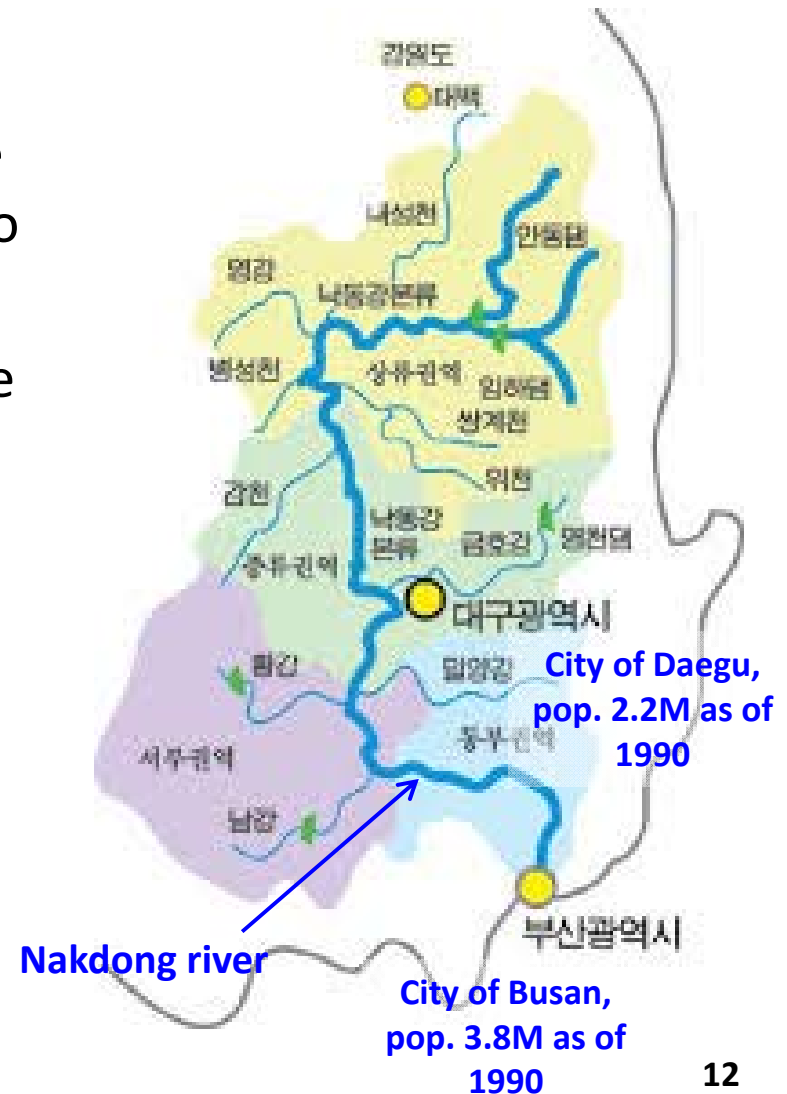 강원도
태백
내성천
안동댐
영강
낙동강본류
병성천
상류권역
임하댐
쌍계천
위천
감천
낙동강
본류
금호강
영천댐
중류권역
대구광역시
황강
밀양강
City of Daegu,
pop. 2.2M as of
1990
동부권역
서부권역
남강
부산광역시
Nakdong river
City of Busan,
pop. 3.8M as of
1990
12